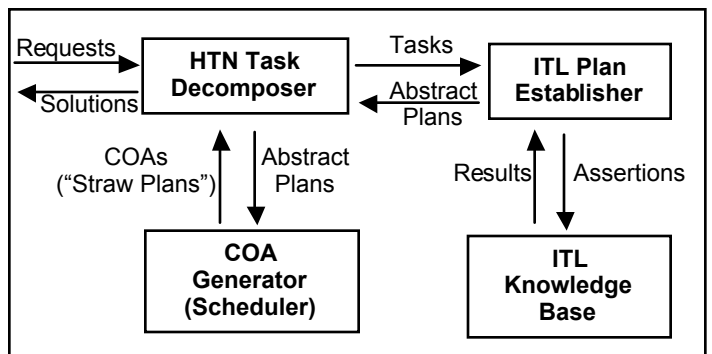 Requests
Solutions
HTN Task
Decomposer
Tasks
Abstract
Plans
ITL Plan
Establisher
COAs
(“Straw Plans”)
Abstract
Plans
Results
Assertions
COA
Generator
(Scheduler)
ITL
Knowledge
Base